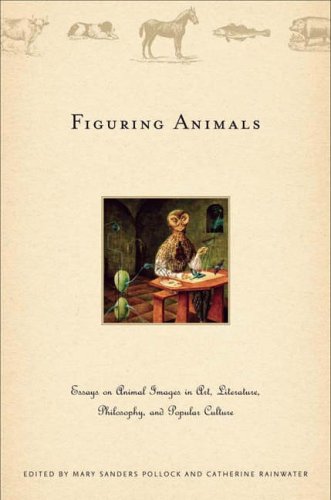 FIGURING ANIMALS
Essays on Animal Images in Art, Literature,
Philosophy, and Popular Culture
EDITED BY MARY SANDERS POLLOCK AND CATHERINE RAINWATER